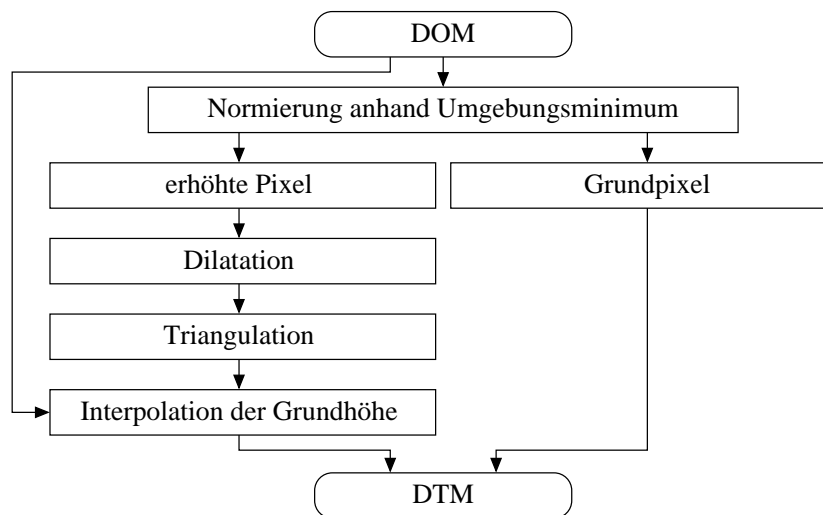 DOM
Normierung anhand Umgebungsminimum
erhöhte Pixel
Grundpixel
Dilatation
Triangulation
Interpolation der Grundhöhe
DTM